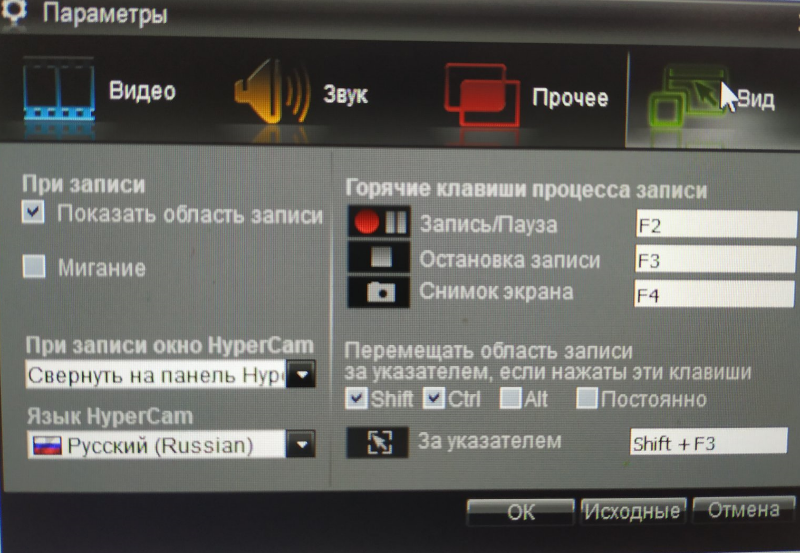 Параметры
Видео
Звук
Прочее
Вид
При записи
Показать область записи
Мигание
При записи окно HyperCam
Свернуть на панель Hype
Язык HyperCam
Русский (Russian)
Горячие клавиши процесса записи
Запись/Пауза
F2
Остановка записи
F3
Снимок экрана
F4
Перемещать область записи
за указателем, если нажаты эти клавиши
Shift Ctrl Alt Постоянно
За указателем
Shift + F3
OK Исходные Отмена